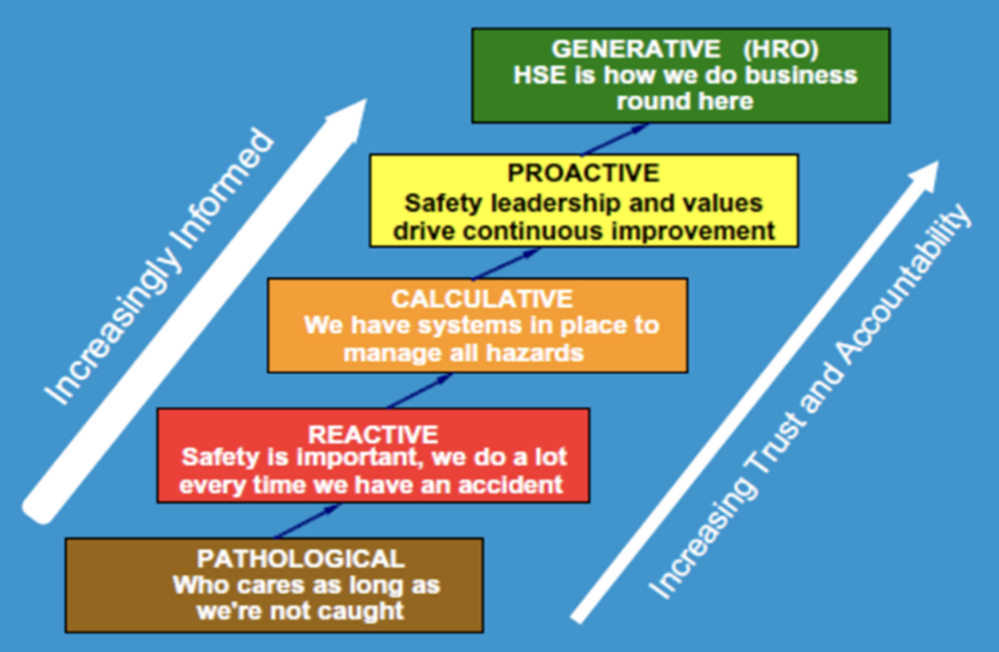 GENERATIVE (HRO)
HSE is how we do business
round here
Increasingly Informed
PROACTIVE
Safety leadership and values
drive continuous improvement
CALCULATIVE
We have systems in place to
manage all hazards
Increasing Trust and Accountability
REACTIVE
Safety is important, we do a lot
every time we have an accident
PATHOLOGICAL
Who cares as long as
we're not caught